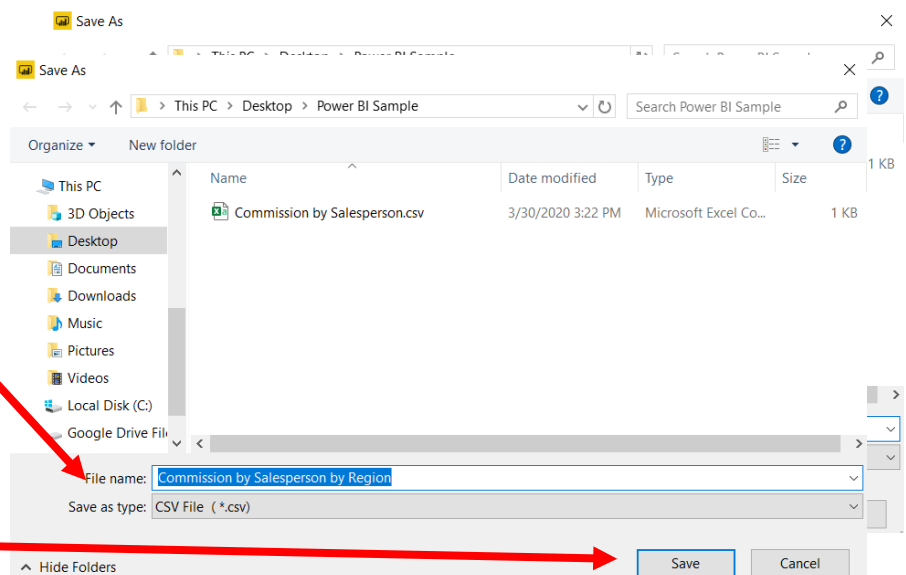 Save As
Save As
This PC > Desktop > Power BI Sample
Search Power BI Sample
Organize
New folder
1 KB
This PC
3D Objects
Desktop
Documents
Downloads
Music
Pictures
Videos
Local Disk (C:)
Google Drive File
Name
Date modified
Type
Size
Commission by Salesperson.csv
3/30/2020 3:22 PM
Microsoft Excel Co...
1 KB
File name: Commission by Salesperson by Region
Save as type: CSV File (*.csv)
Hide Folders
Save
Cancel